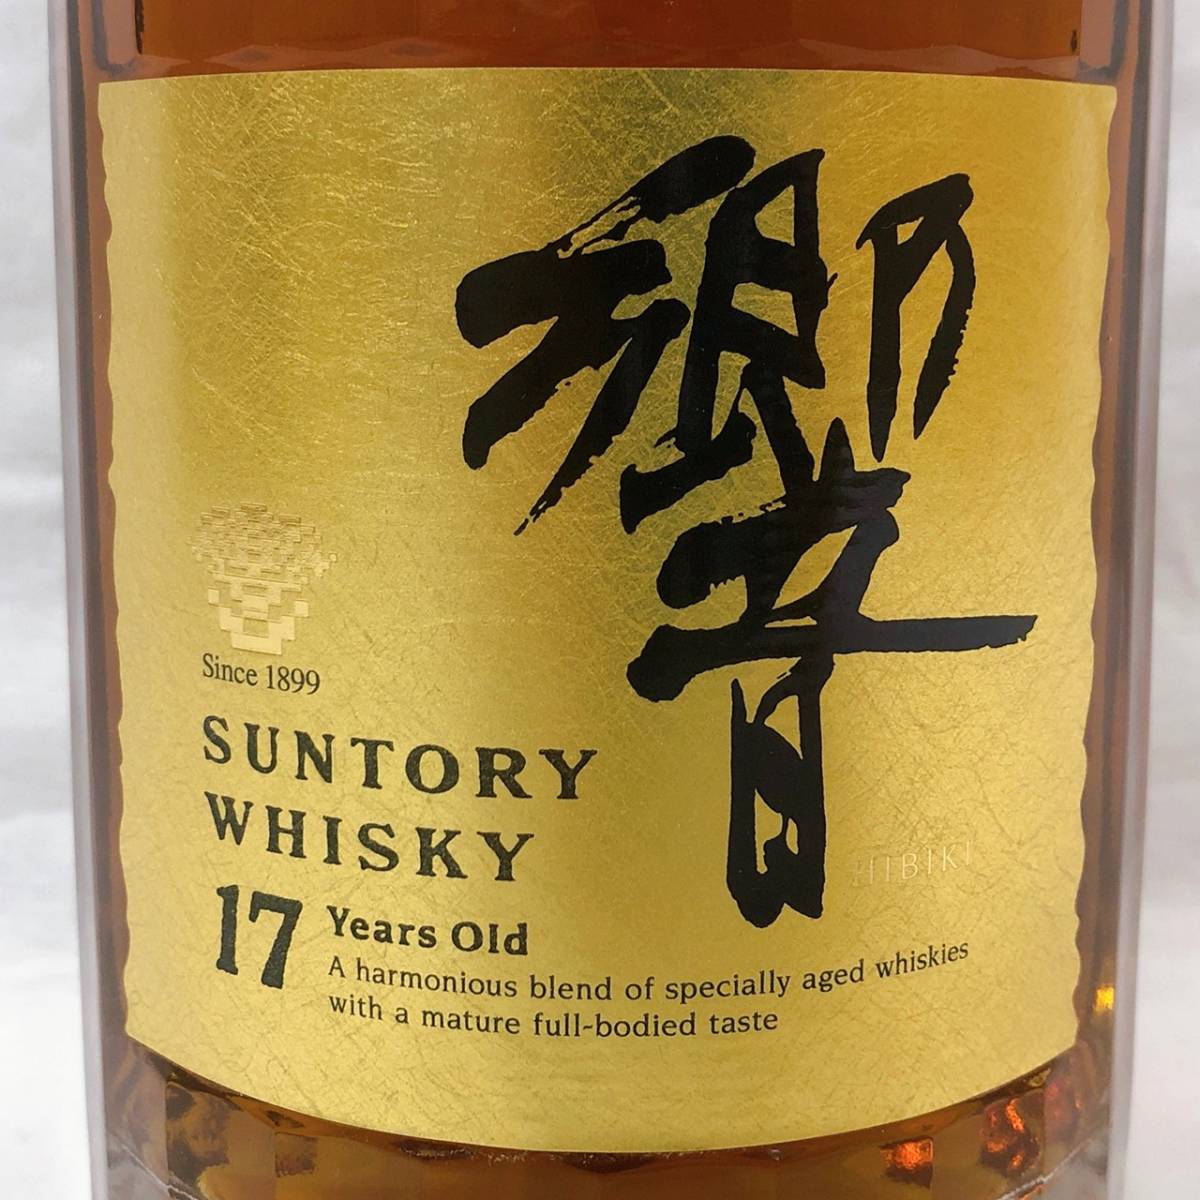 響
Since 1899
SUNTORY
WHISKY
HIBIKI
17 Years Old
A harmonious blend of specially aged whiskies
with a mature full-bodied taste